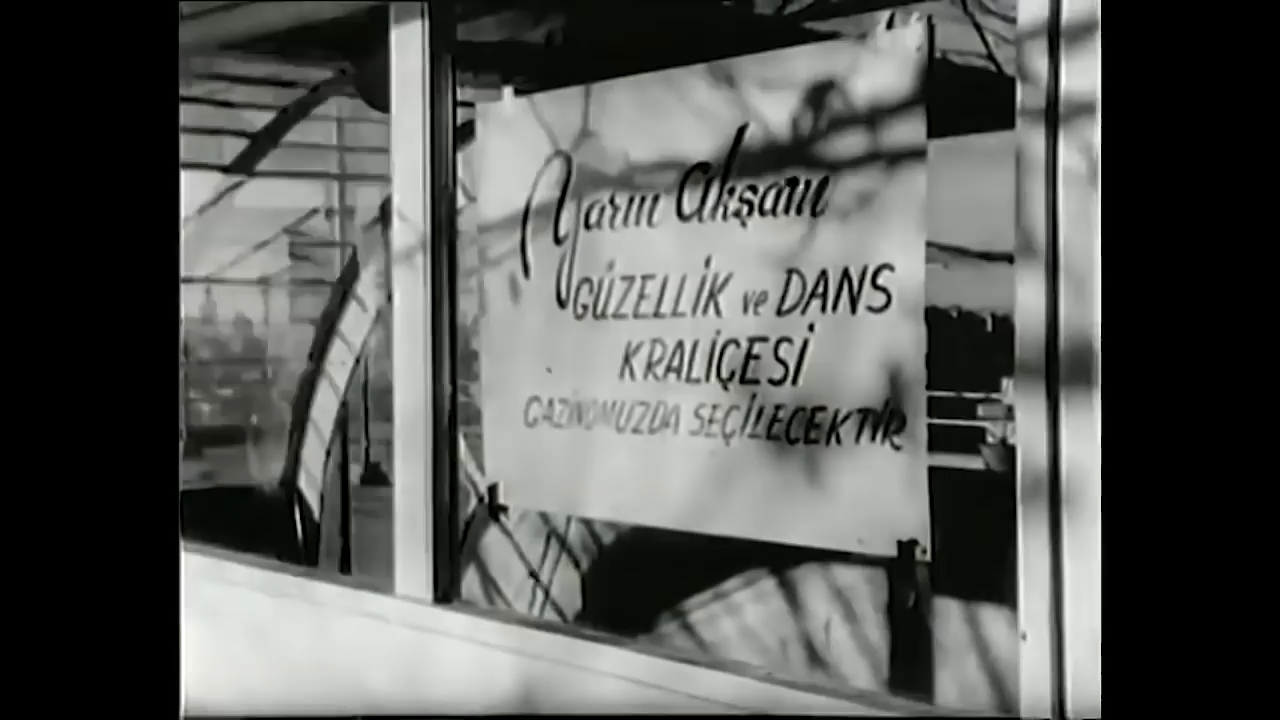 Yarın Akşam
GÜZELLİK ve DANS
KRALİÇESİ
GAZİNOMUZDA SEÇİLECEKTİR